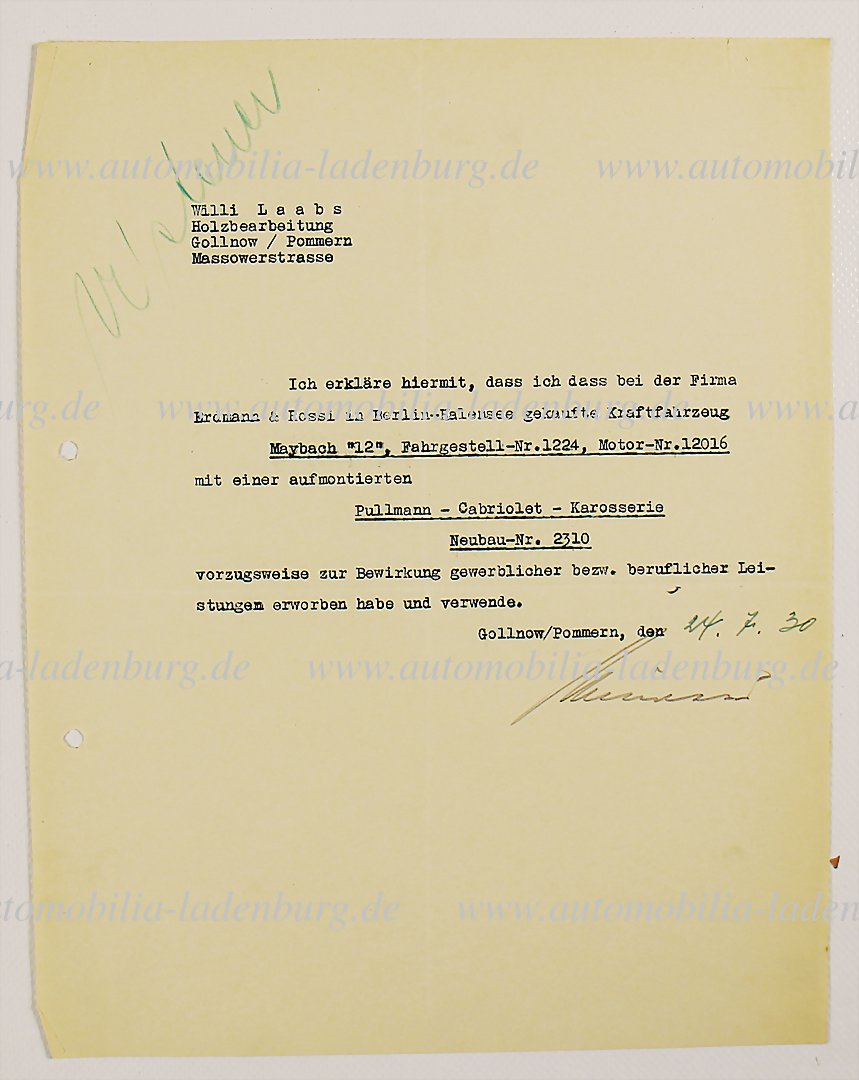 Willi L a a b s
Holzbearbeitung
Gollnow / Pommern
Massowerstrasse
Ich erkläre hiermit, dass ich dass bei der Firma
Erdmann & Rossi in Berlin-Halensee gekaufte Kraftfahrzeug
Maybach "12", Fahrgestell-Nr.1224, Motor-Nr.12016
mit einer aufmontierten
Pullmann - Cabriolet - Karosserie
Neubau-Nr. 2310
vorzugsweise zur Bewirkung gewerblicher bezw. beruflicher Lei-
stungen erworben habe und verwende.
Gollnow/Pommern, den 24. 7. 30
www.automobilia-ladenburg.de